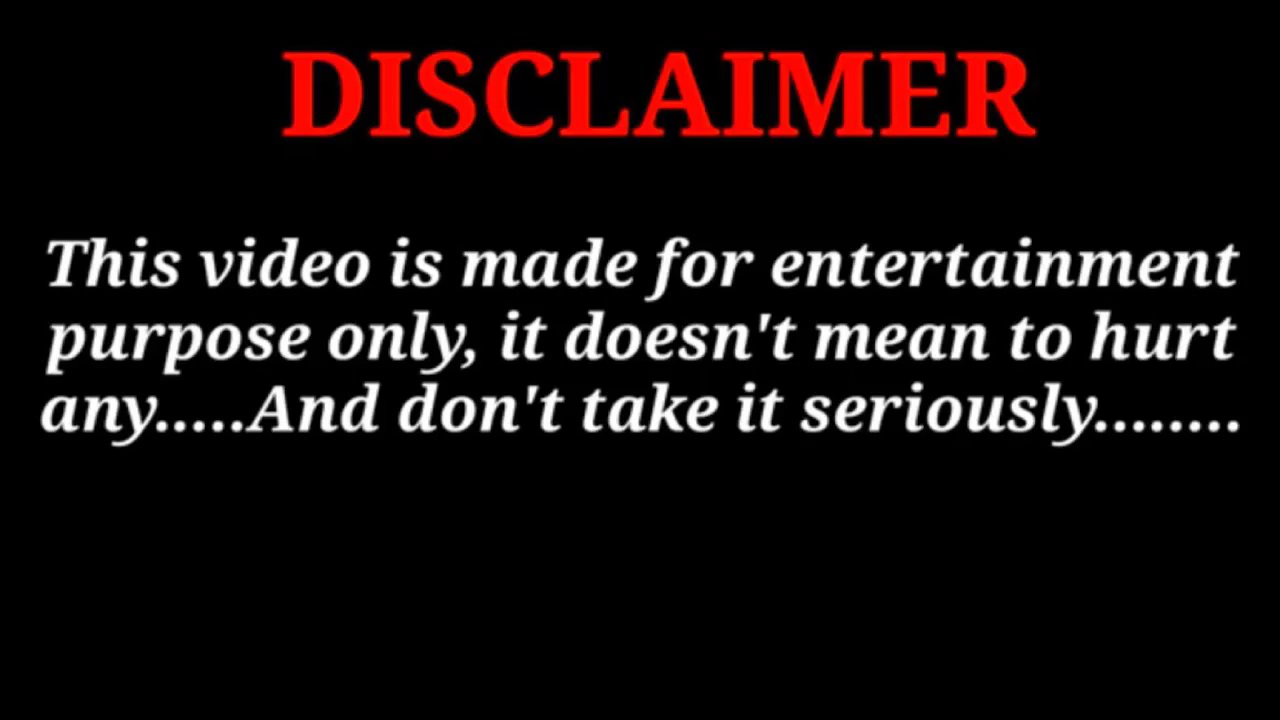 DISCLAIMER
This video is made for entertainment
purpose only, it doesn't mean to hurt
any.....And don't take it seriously........